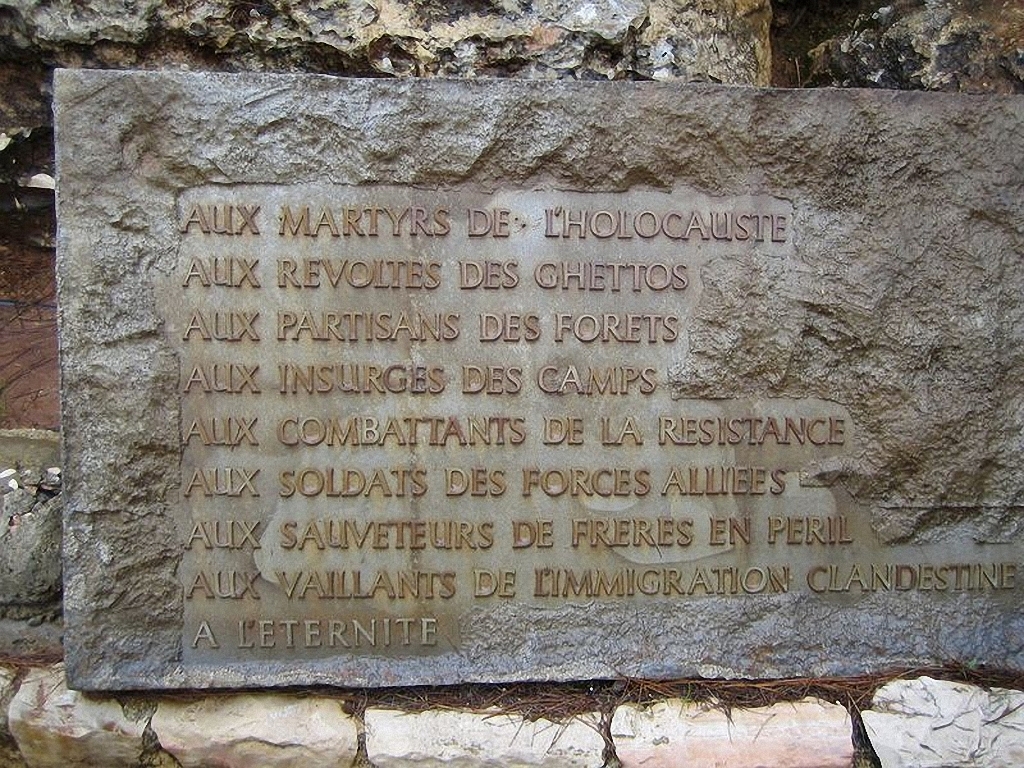 AUX MARTYRS DE L'HOLOCAUSTE
AUX REVOLTES DES GHETTOS
AUX PARTISANS DES FORETS
AUX INSURGES DES CAMPS
AUX COMBATTANTS DE LA RESISTANCE
AUX SOLDATS DES FORCES ALLIEES
AUX SAUVETEURS DE FRERES EN PERIL
AUX VAILLANTS DE L'IMMIGRATION CLANDESTINE
A L'ETERNITE